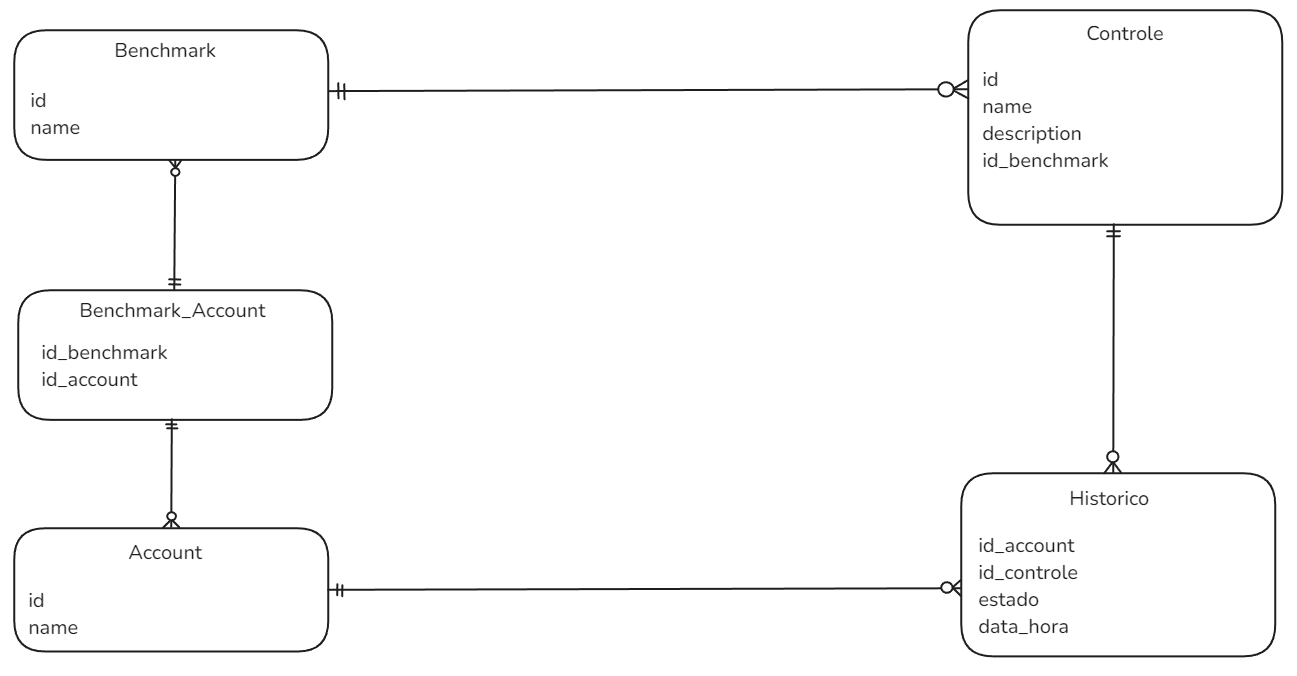 Benchmark
id
name
Controle
id
name
description
id_benchmark
Benchmark_Account
id_benchmark
id_account
Account
id
name
Historico
id_account
id_controle
estado
data_hora